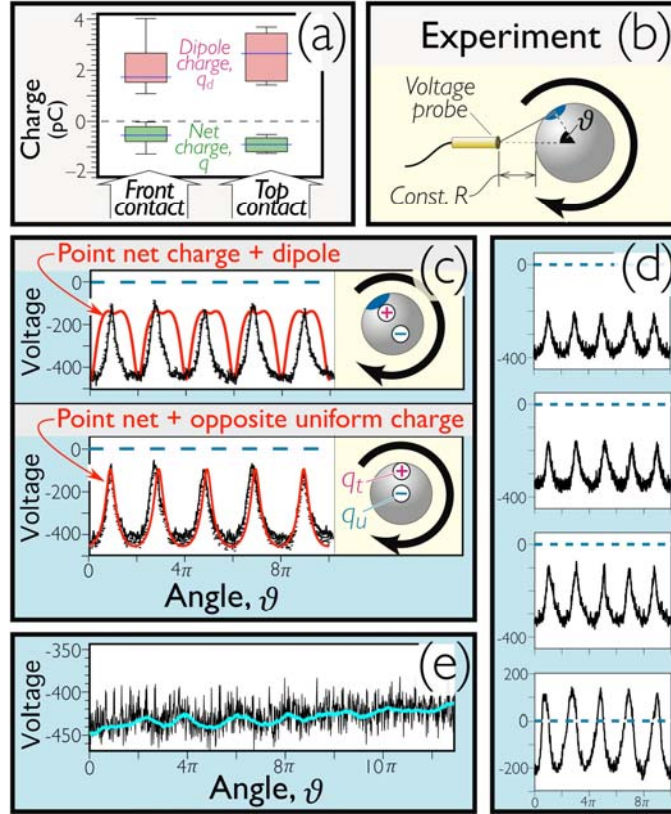 (a)
4
2
0
-2
Charge
(pC)
Dipole
charge,
q_d
Net
charge,
q
Front
contact
Top
contact
Experiment
(b)
Voltage
probe
ϑ
Const. R
(c)
Point net charge + dipole
Voltage
0
-200
-400
+
−
Point net + opposite uniform charge
Voltage
0
-200
-400
q_t
+
q_u
−
0
4π
8π
Angle, ϑ
(d)
0
-400
0
-400
0
-400
200
0
-200
0
4π
8π
(e)
Voltage
-350
-400
-450
0
4π
8π
10π
Angle, ϑ